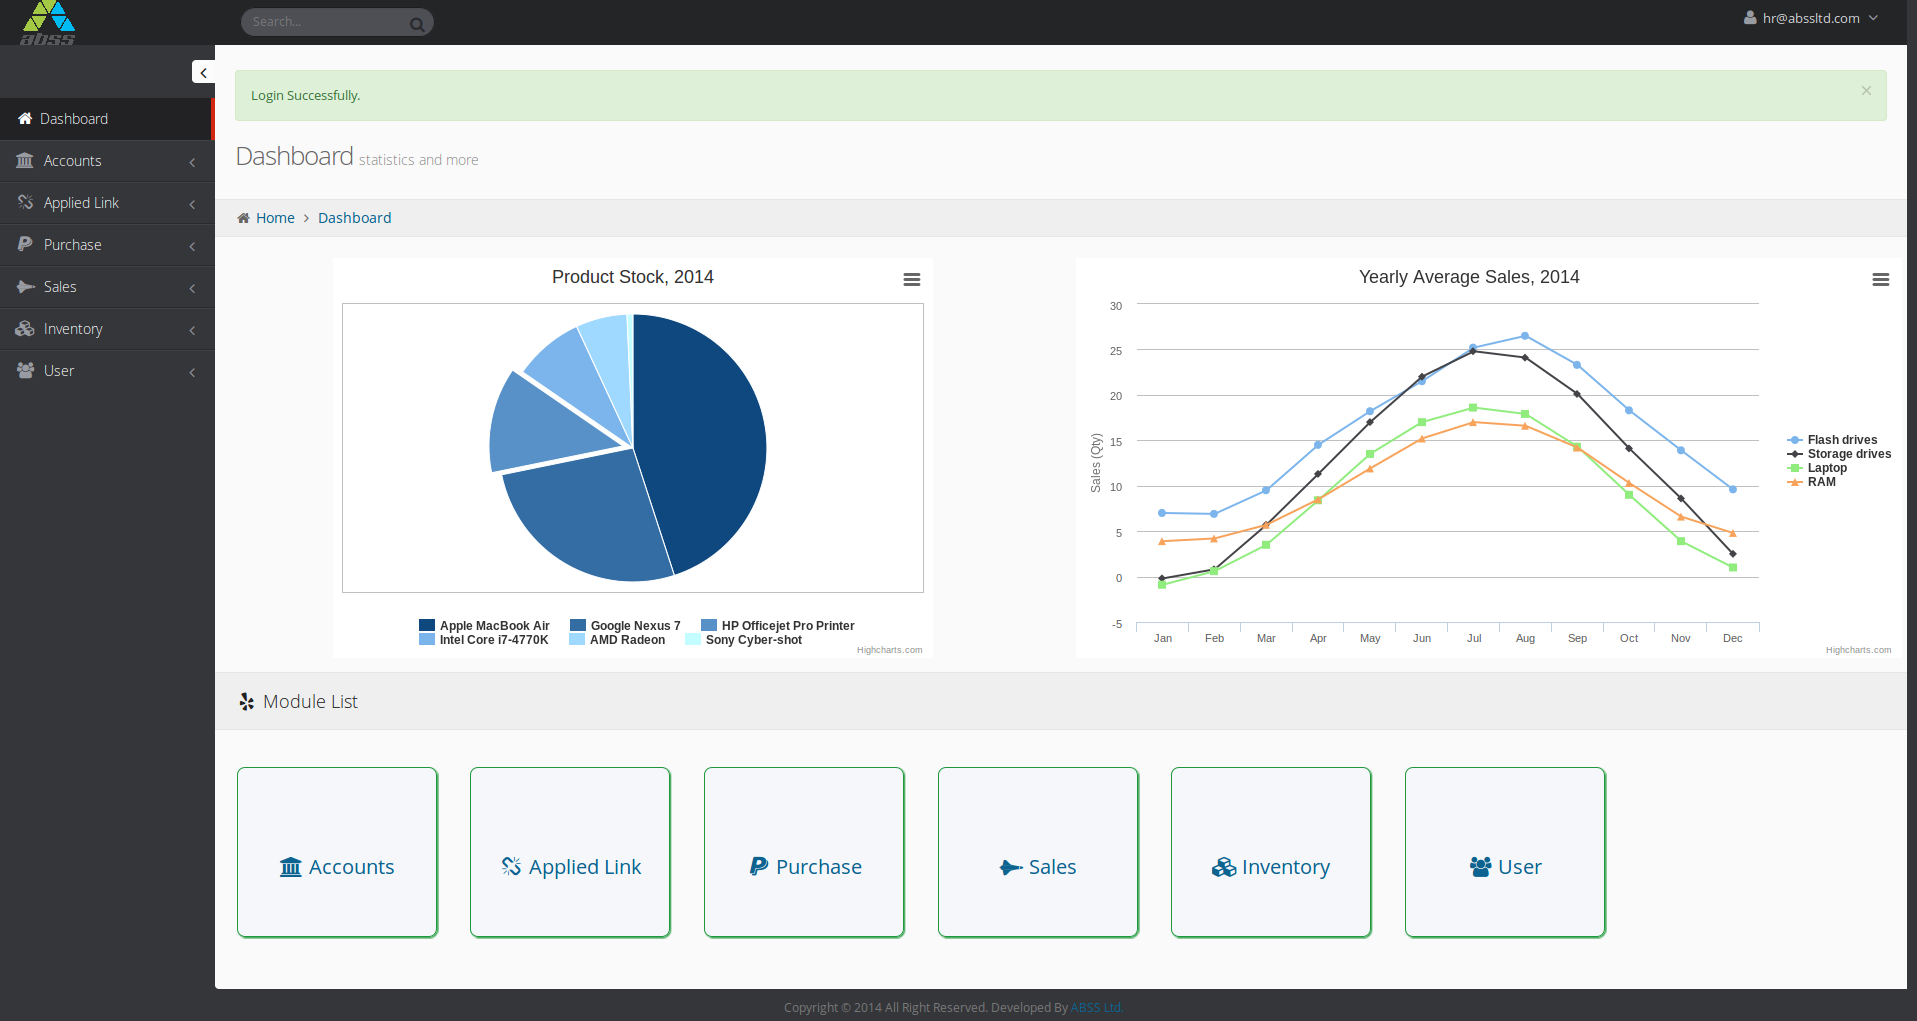 abss
Search...
hr@abssltd.com
Login Successfully.
×
Dashboard
Accounts
Applied Link
Purchase
Sales
Inventory
User
Dashboard statistics and more
Home > Dashboard
Product Stock, 2014
Apple MacBook Air Google Nexus 7 HP Officejet Pro Printer
Intel Core i7-4770K AMD Radeon Sony Cyber-shot
Highcharts.com
Yearly Average Sales, 2014
Sales (Qty)
30
25
20
15
10
5
0
-5
Jan Feb Mar Apr May Jun Jul Aug Sep Oct Nov Dec
Flash drives
Storage drives
Laptop
RAM
Highcharts.com
Module List
Accounts Applied Link Purchase Sales Inventory User
Copyright © 2014 All Right Reserved. Developed By ABSS Ltd.